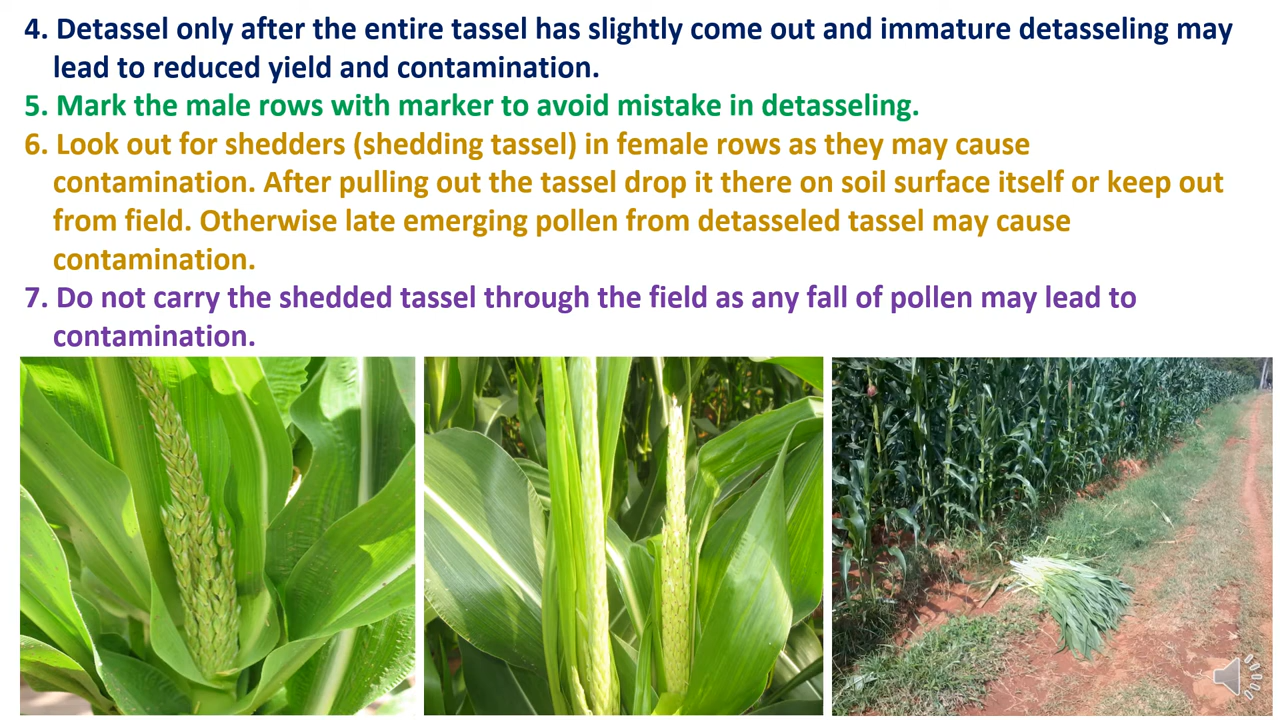 4. Detassel only after the entire tassel has slightly come out and immature detasseling may
lead to reduced yield and contamination.
5. Mark the male rows with marker to avoid mistake in detasseling.
6. Look out for shedders (shedding tassel) in female rows as they may cause
contamination. After pulling out the tassel drop it there on soil surface itself or keep out
from field. Otherwise late emerging pollen from detasseled tassel may cause
contamination.
7. Do not carry the shedded tassel through the field as any fall of pollen may lead to
contamination.